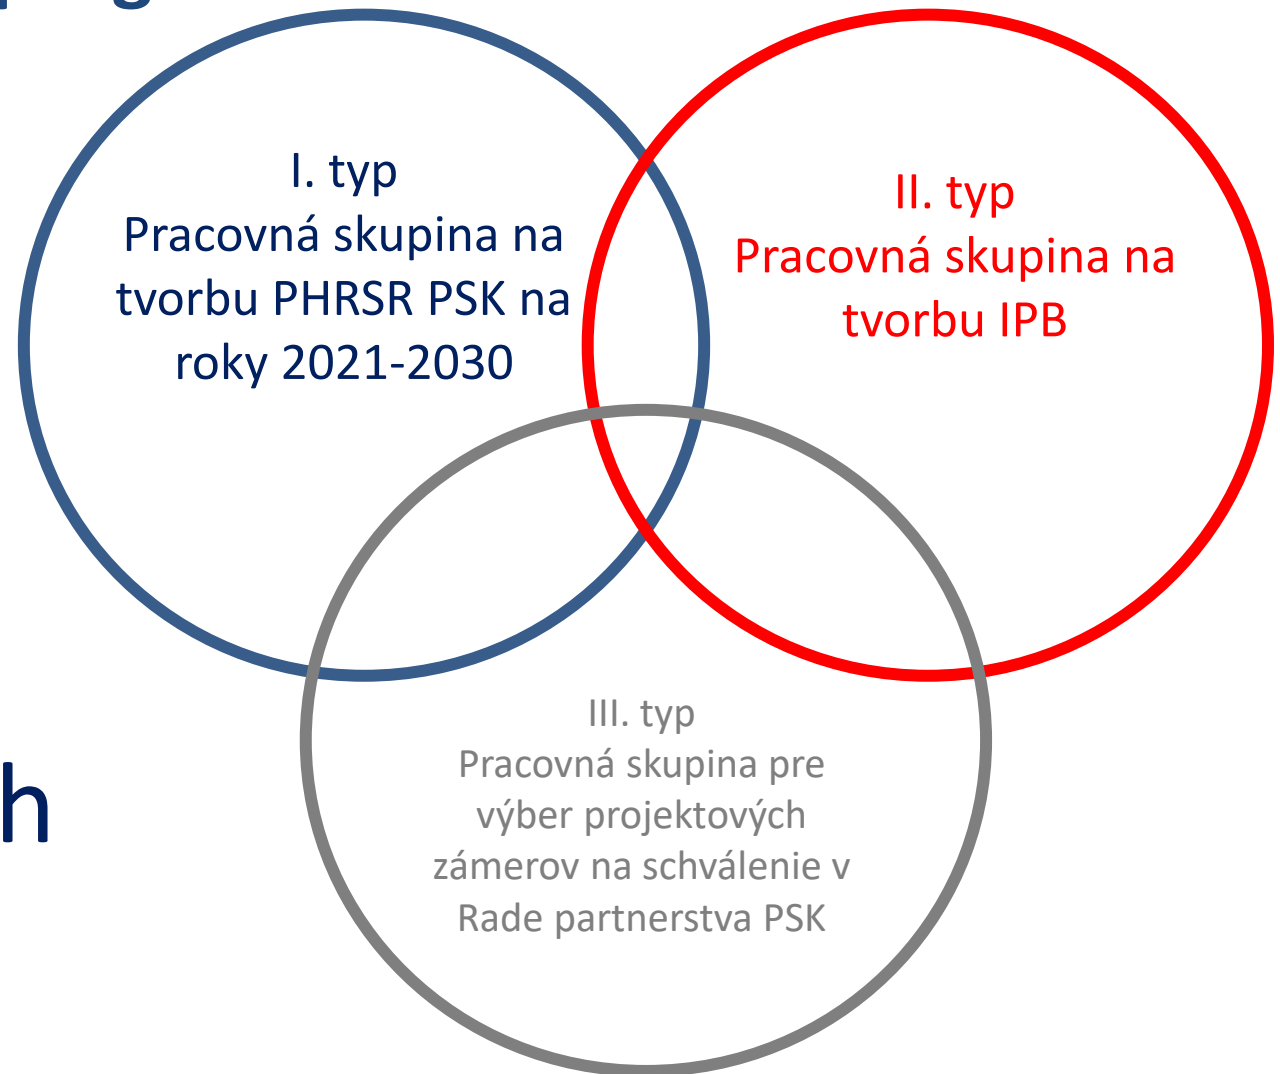 I. typ
Pracovná skupina na
tvorbu PHRSR PSK na
roky 2021-2030
II. typ
Pracovná skupina na
tvorbu IPB
h
III. typ
Pracovná skupina pre
výber projektových
zámerov na schválenie v
Rade partnerstva PSK